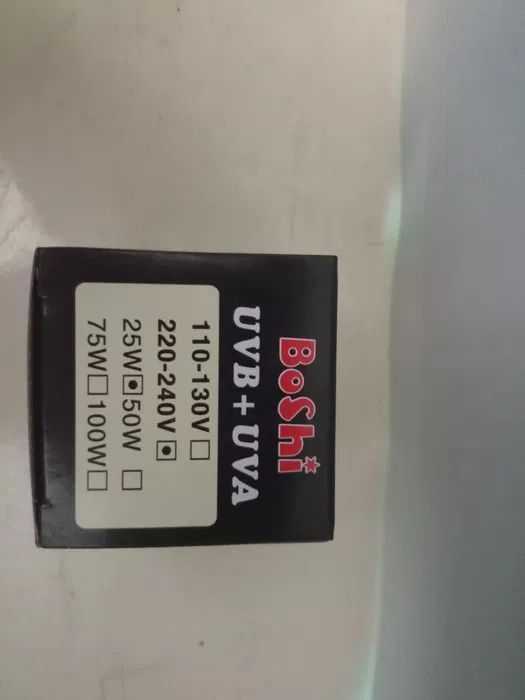 BoShi
UVB+UVA
110-130V
220-240V
25W 50W
75W 100W